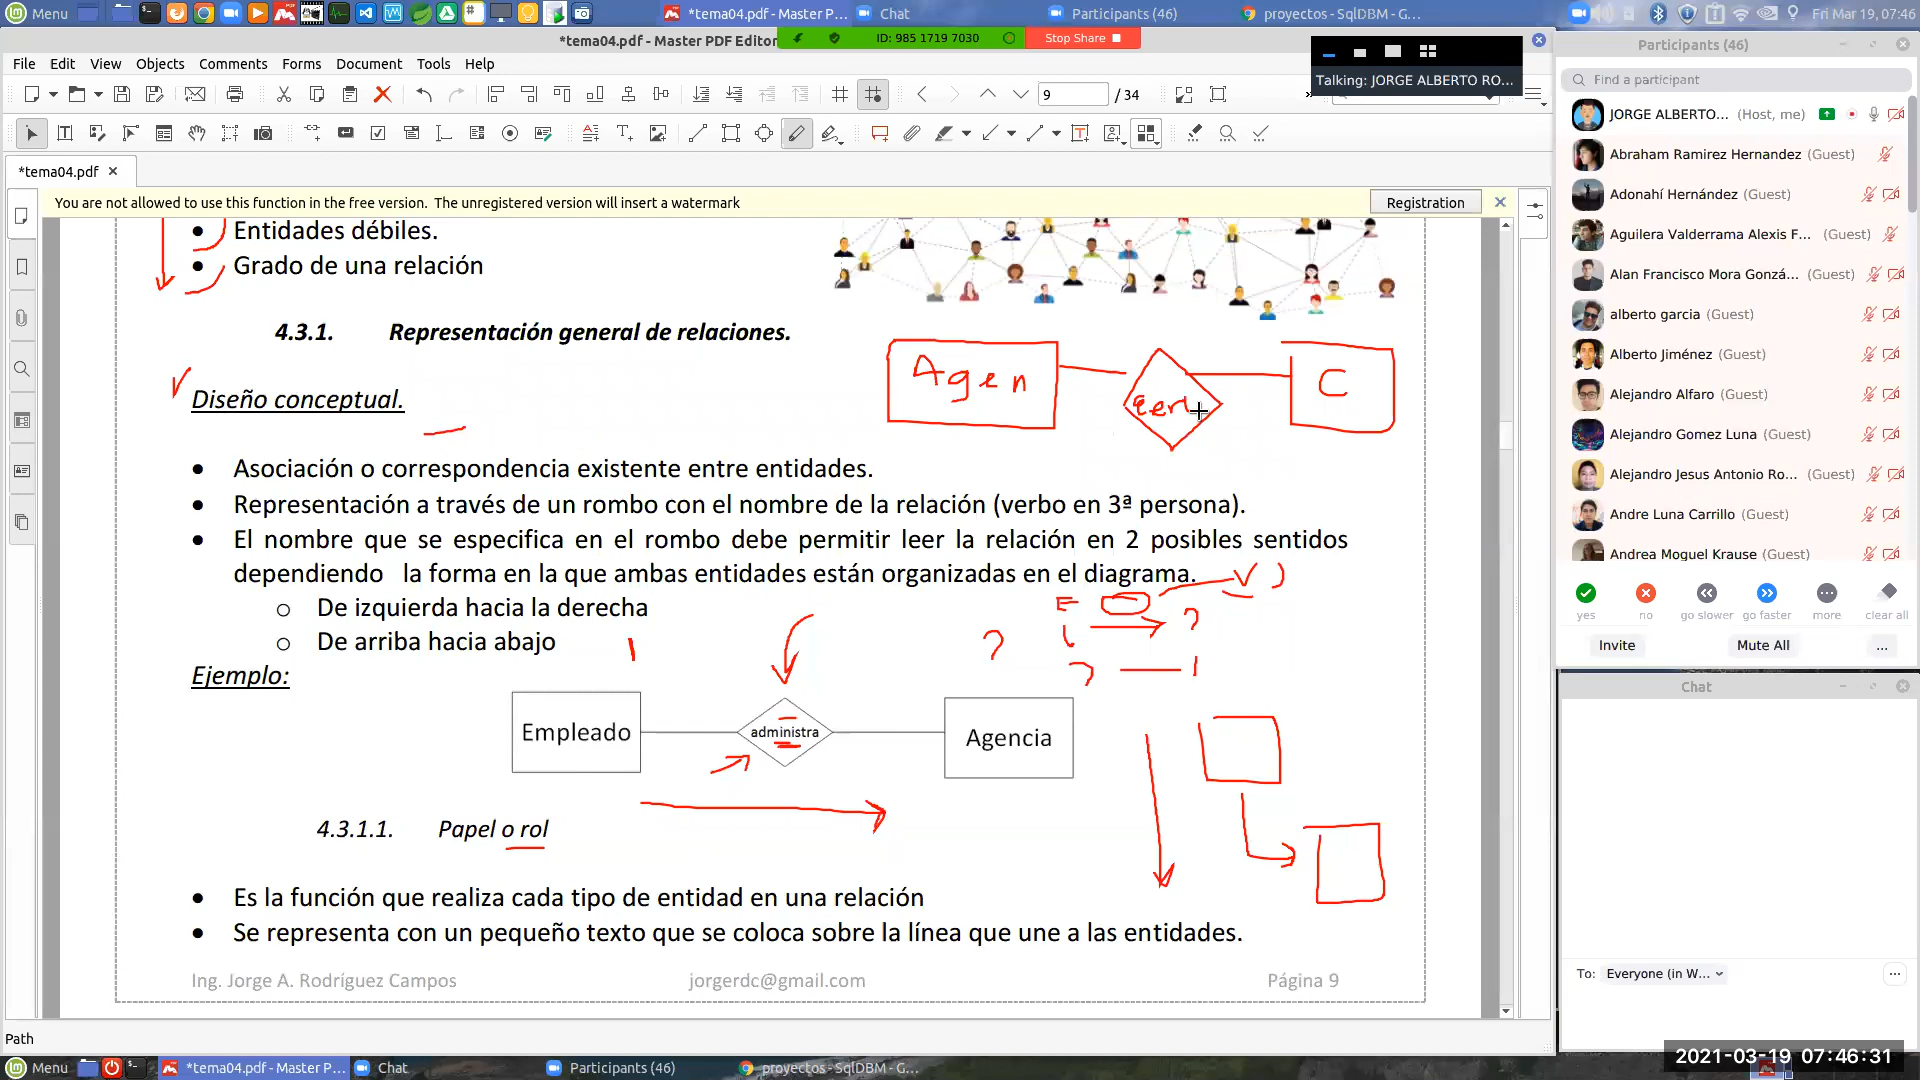 Menu
*tema04.pdf - Master P...
Chat
Participants (46)
proyectos - SqlDBM - G...
Fri Mar 19, 07:46
*tema04.pdf - Master PDF Editor
ID: 985 1719 7030
Stop Share
Talking: JORGE ALBERTO RO...
File Edit View Objects Comments Forms Document Tools Help
9 / 34
*tema04.pdf
You are not allowed to use this function in the free version. The unregistered version will insert a watermark
Registration
• Entidades débiles.
• Grado de una relación
4.3.1. Representación general de relaciones.
Agen
C
Diseño conceptual.
• Asociación o correspondencia existente entre entidades.
• Representación a través de un rombo con el nombre de la relación (verbo en 3ª persona).
• El nombre que se especifica en el rombo debe permitir leer la relación en 2 posibles sentidos
dependiendo la forma en la que ambas entidades están organizadas en el diagrama.
o De izquierda hacia la derecha
o De arriba hacia abajo
Ejemplo:
Empleado
administra
Agencia
4.3.1.1. Papel o rol
• Es la función que realiza cada tipo de entidad en una relación
• Se representa con un pequeño texto que se coloca sobre la línea que une a las entidades.
Ing. Jorge A. Rodríguez Campos
jorgerdc@gmail.com
Página 9
Path
Participants (46)
Find a participant
JORGE ALBERTO... (Host, me)
Abraham Ramirez Hernandez (Guest)
Adonahí Hernández (Guest)
Aguilera Valderrama Alexis F... (Guest)
Alan Francisco Mora Gonzá... (Guest)
alberto garcia (Guest)
Alberto Jiménez (Guest)
Alejandro Alfaro (Guest)
Alejandro Gomez Luna (Guest)
Alejandro Jesus Antonio Ro... (Guest)
Andre Luna Carrillo (Guest)
Andrea Moguel Krause (Guest)
yes no go slower go faster more clear all
Invite
Mute All
...
Chat
To: Everyone (in W...
Menu
*tema04.pdf - Master P...
Chat
Participants (46)
proyectos - SqlDBM - G...
2021-03-19 07:46:31